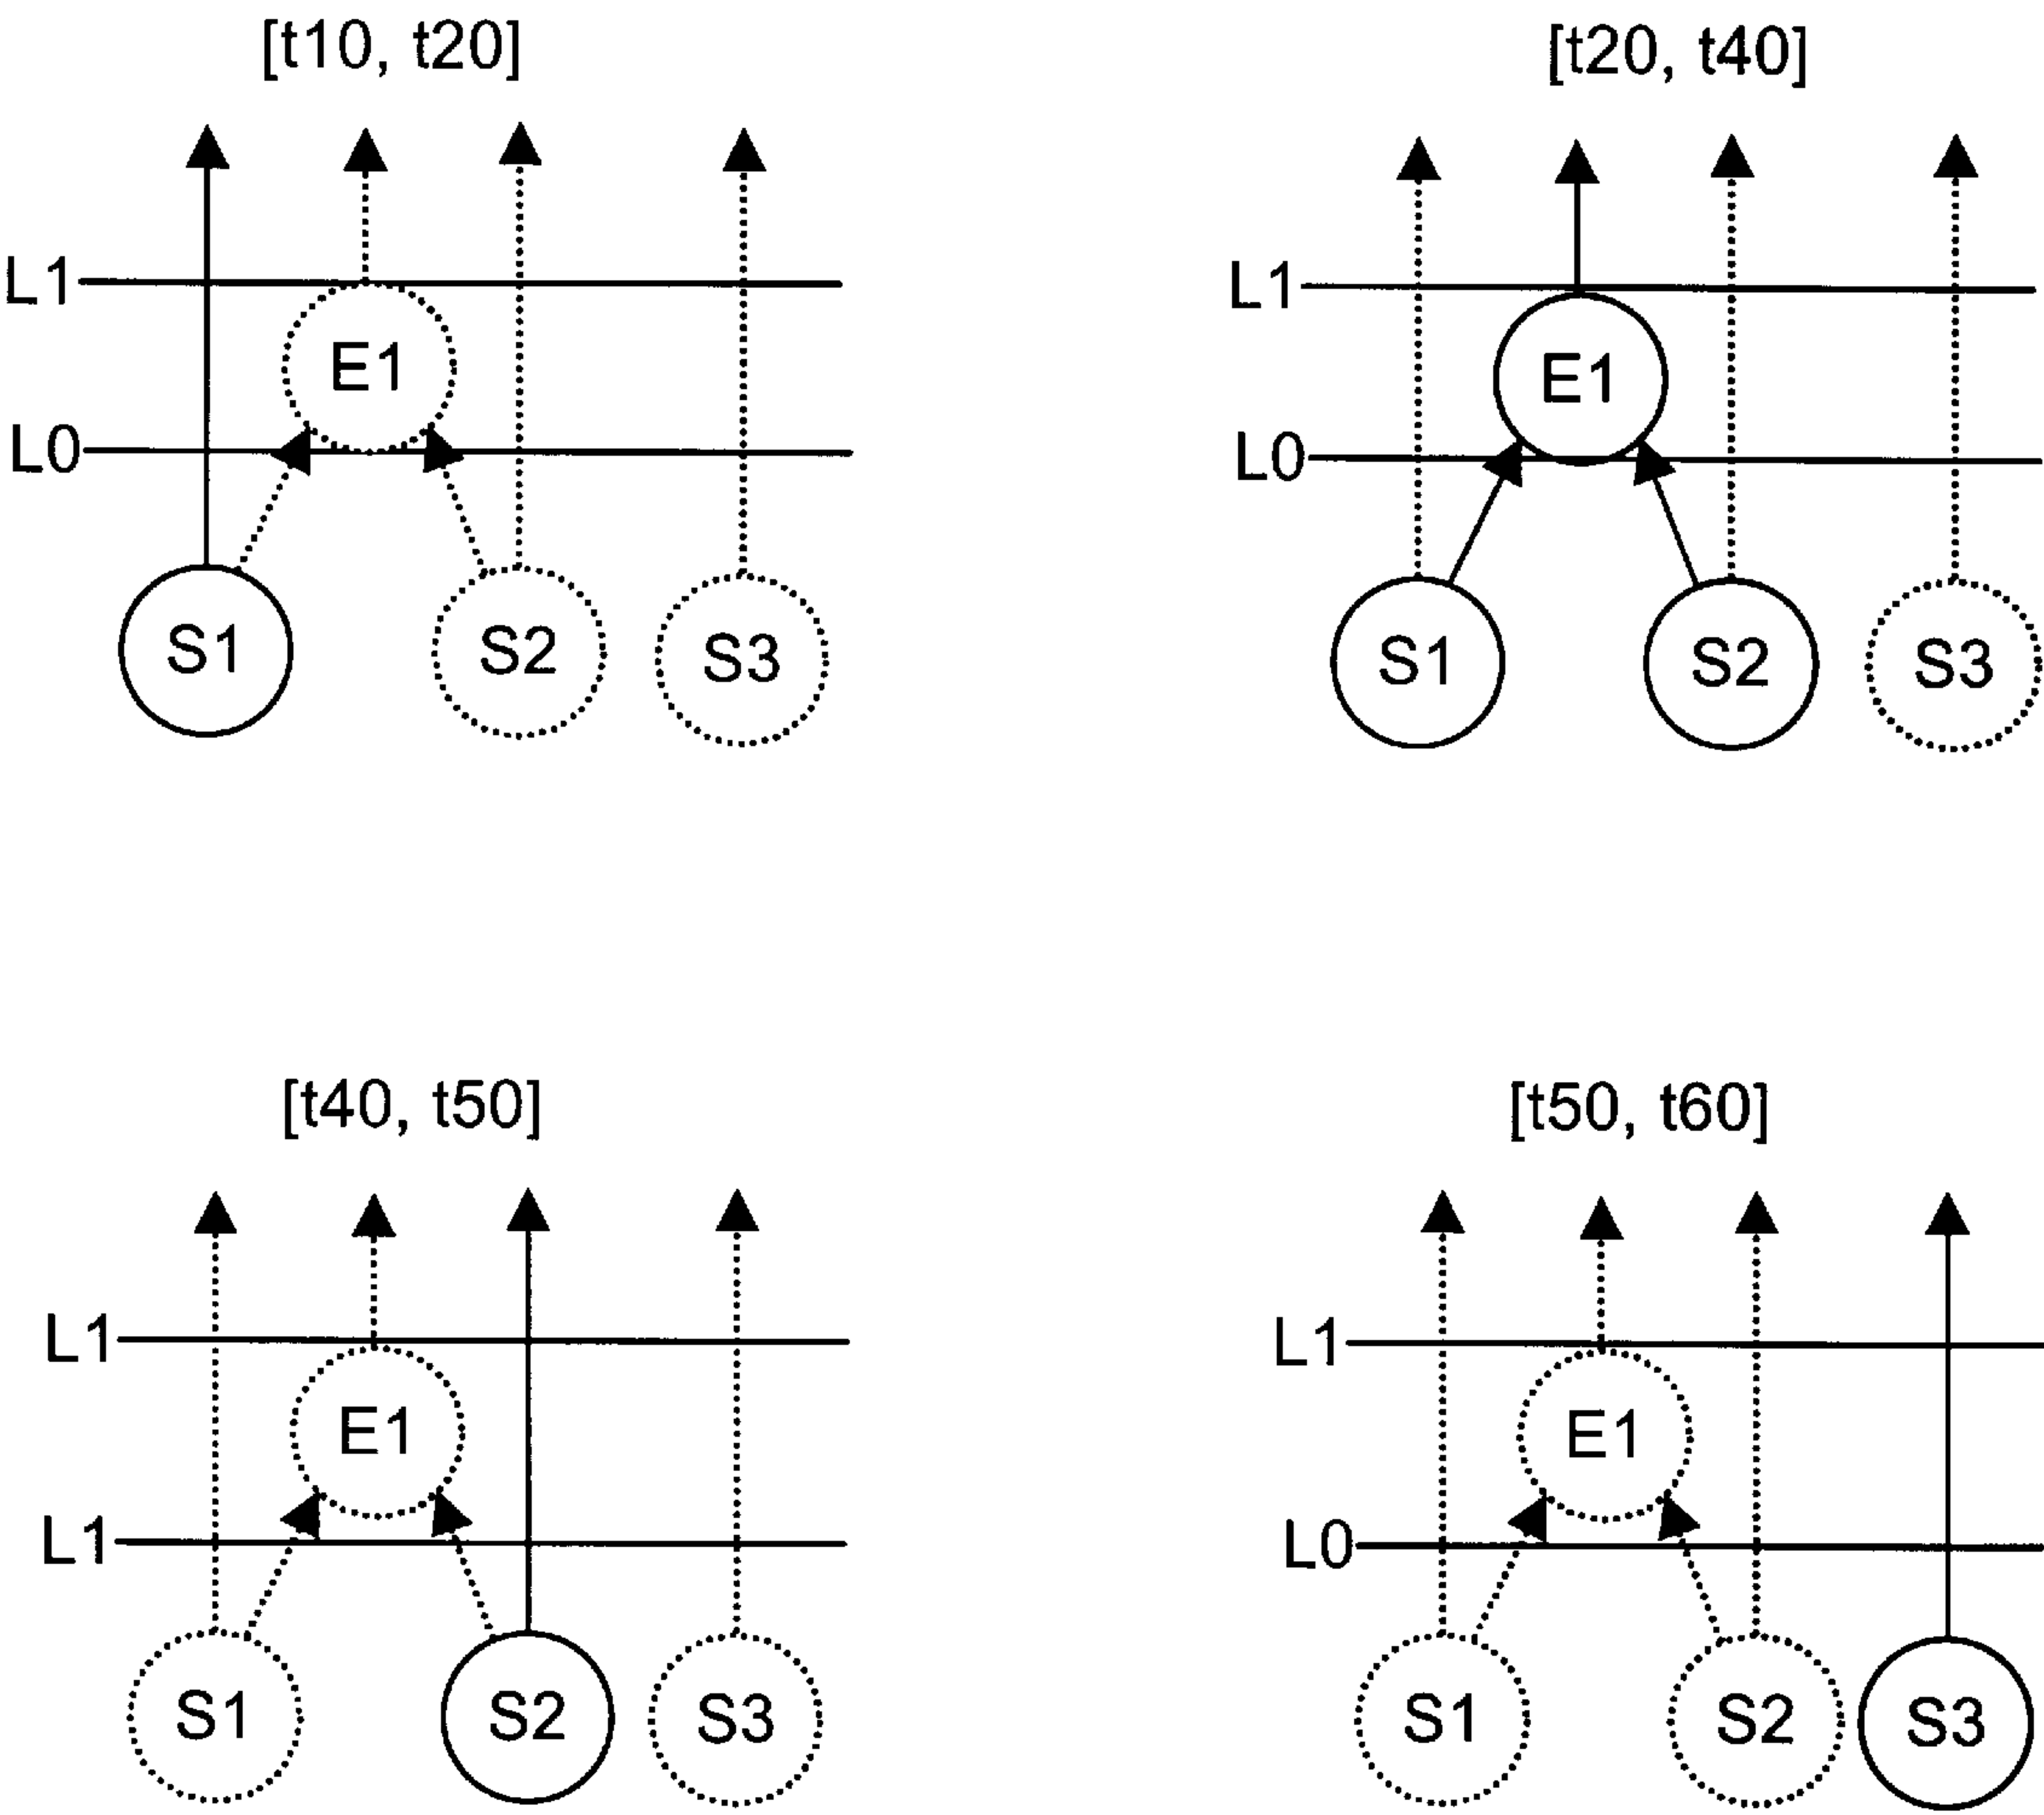 [t10, t20]
L1
E1
L0
S1 S2 S3
[t20, t40]
L1
E1
L0
S1 S2 S3
[t40, t50]
L1
E1
L1
S1 S2 S3
[t50, t60]
L1
E1
L0
S1 S2 S3